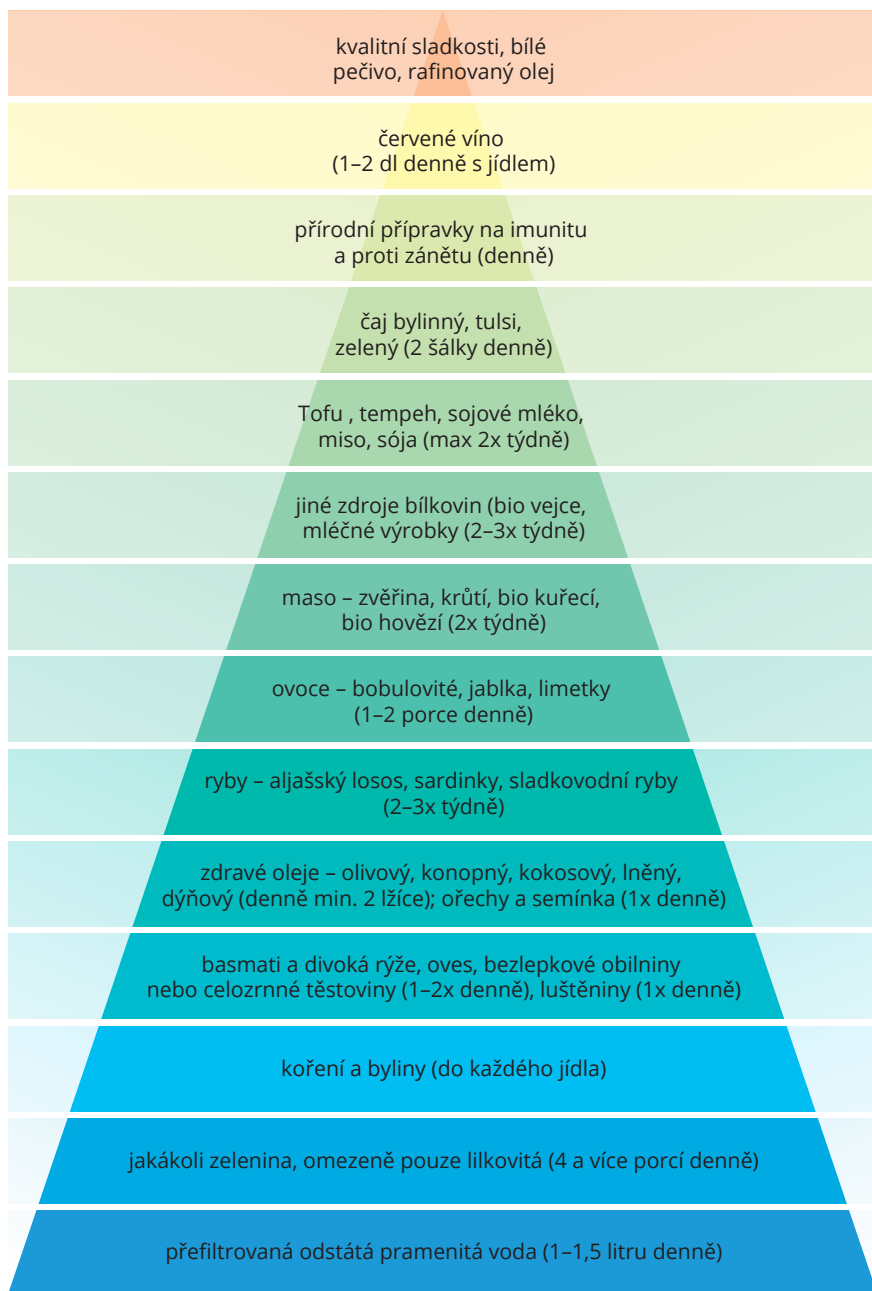 kvalitní sladkosti, bílé
pečivo, rafinovaný olej
červené víno
(1–2 dl denně s jídlem)
přírodní přípravky na imunitu
a proti zánětu (denně)
čaj bylinný, tulsi,
zelený (2 šálky denně)
Tofu , tempeh, sojové mléko,
miso, sója (max 2x týdně)
jiné zdroje bílkovin (bio vejce,
mléčné výrobky (2–3x týdně)
maso – zvěřina, krůtí, bio kuřecí,
bio hovězí (2x týdně)
ovoce – bobulovité, jablka, limetky
(1–2 porce denně)
ryby – aljašský losos, sardinky, sladkovodní ryby
(2–3x týdně)
zdravé oleje – olivový, konopný, kokosový, lněný,
dýňový (denně min. 2 lžíce); ořechy a semínka (1x denně)
basmati a divoká rýže, oves, bezlepkové obilniny
nebo celozrnné těstoviny (1–2x denně), luštěniny (1x denně)
koření a byliny (do každého jídla)
jakákoli zelenina, omezeně pouze lilkovitá (4 a více porcí denně)
přefiltrovaná odstátá pramenitá voda (1–1,5 litru denně)